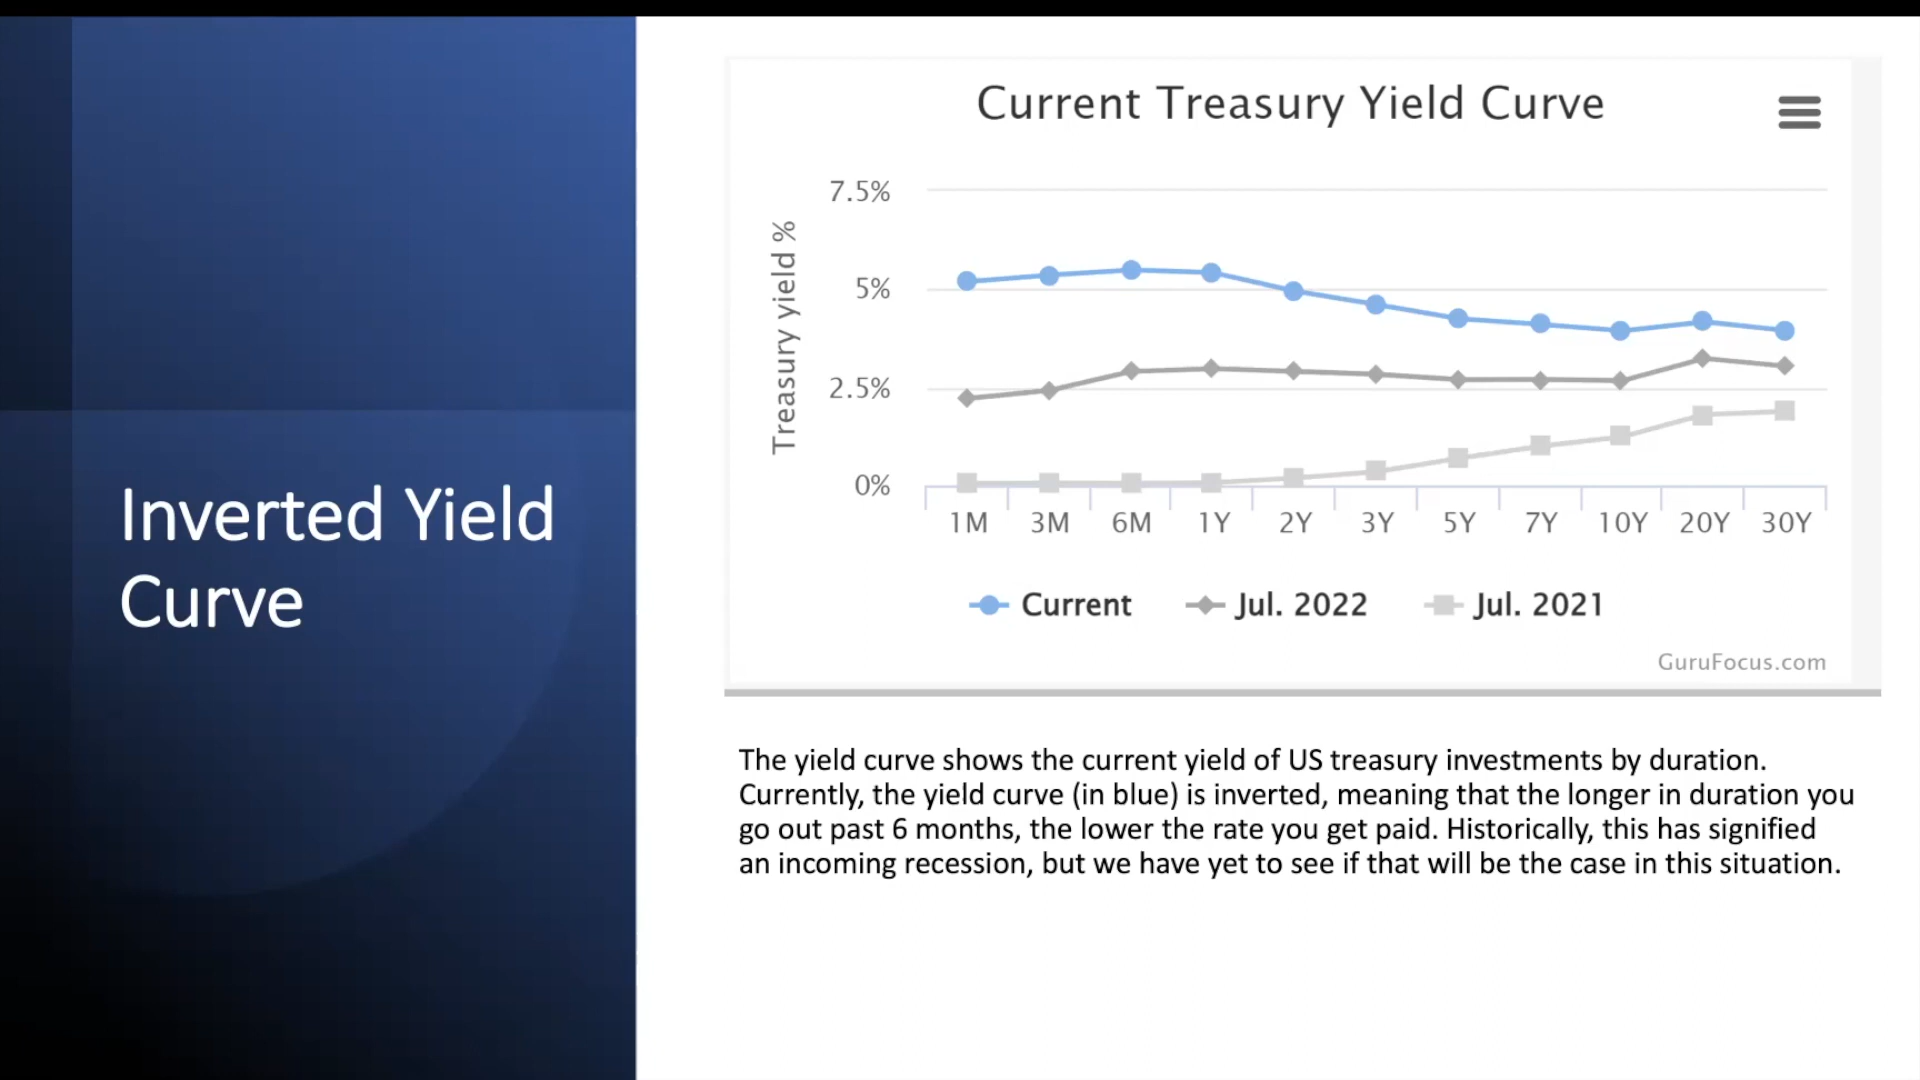 Inverted Yield
Curve
Current Treasury Yield Curve
Treasury yield %
7.5%
5%
2.5%
0%
1M 3M 6M 1Y 2Y 3Y 5Y 7Y 10Y 20Y 30Y
Current Jul. 2022 Jul. 2021
GuruFocus.com
The yield curve shows the current yield of US treasury investments by duration.
Currently, the yield curve (in blue) is inverted, meaning that the longer in duration you
go out past 6 months, the lower the rate you get paid. Historically, this has signified
an incoming recession, but we have yet to see if that will be the case in this situation.